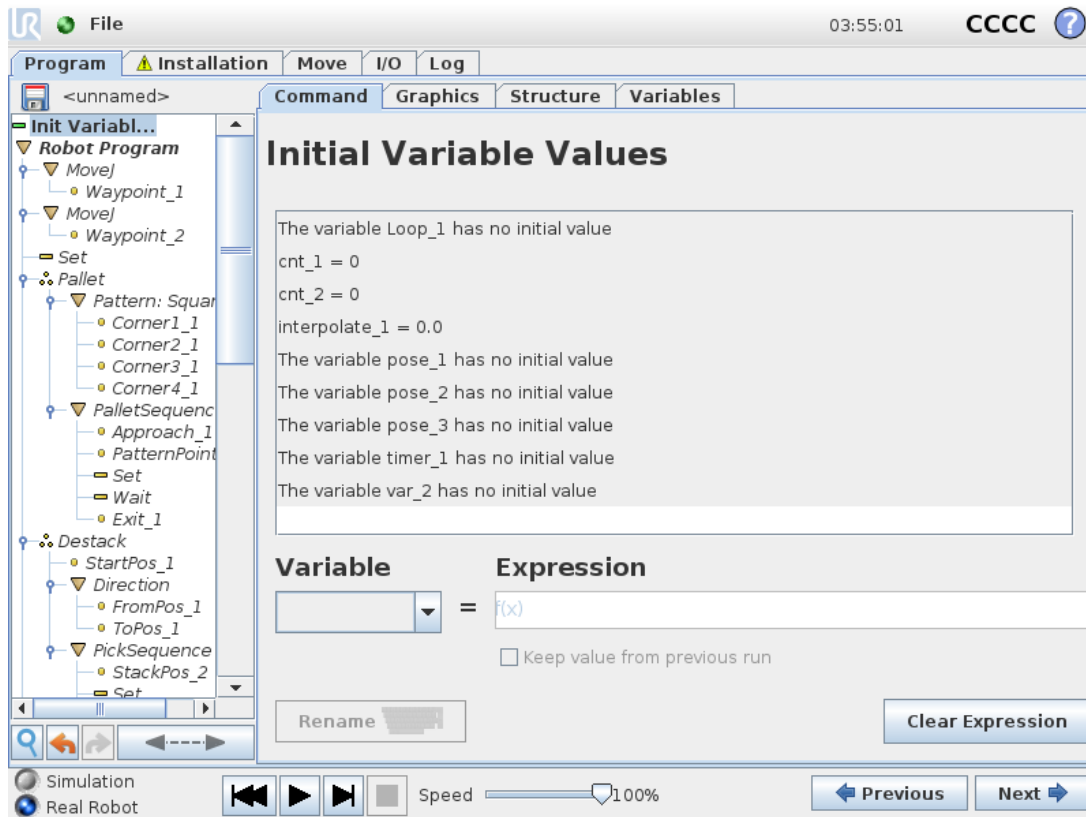 UR File 03:55:01 CCCC ?
Program Installation Move I/O Log
<unnamed> Command Graphics Structure Variables
Init Variabl...
Robot Program
MoveJ
Waypoint_1
MoveJ
Waypoint_2
Set
Pallet
Pattern: Squar
Corner1_1
Corner2_1
Corner3_1
Corner4_1
PalletSequenc
Approach_1
PatternPoint
Set
Wait
Exit_1
Destack
StartPos_1
Direction
FromPos_1
ToPos_1
PickSequence
StackPos_2
Set
Initial Variable Values
The variable Loop_1 has no initial value
cnt_1 = 0
cnt_2 = 0
interpolate_1 = 0.0
The variable pose_1 has no initial value
The variable pose_2 has no initial value
The variable pose_3 has no initial value
The variable timer_1 has no initial value
The variable var_2 has no initial value
Variable Expression
= f(x)
Keep value from previous run
Rename Clear Expression
Simulation
Real Robot
Speed 100% Previous Next